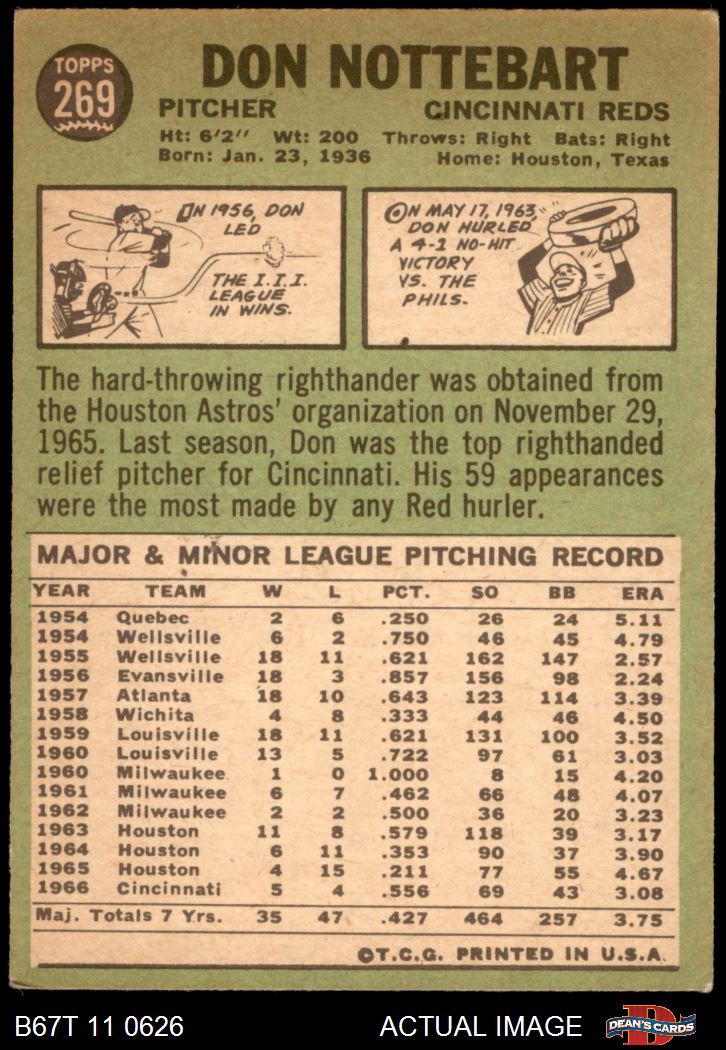 TOPPS
269
DON NOTTEBART
PITCHER CINCINNATI REDS
Ht: 6'2" Wt: 200 Throws: Right Bats: Right
Born: Jan. 23, 1936 Home: Houston, Texas
IN 1956, DON
LED
THE I.I.I.
LEAGUE
IN WINS.
ON MAY 17, 1963,
DON HURLED
A 4-1 NO-HIT
VICTORY
VS. THE
PHILS.
The hard-throwing righthander was obtained from
the Houston Astros' organization on November 29,
1965. Last season, Don was the top righthanded
relief pitcher for Cincinnati. His 59 appearances
were the most made by any Red hurler.
MAJOR & MINOR LEAGUE PITCHING RECORD
YEAR TEAM W L PCT. SO BB ERA
1954 Quebec 2 6 .250 26 24 5.11
1954 Wellsville 6 2 .750 46 45 4.79
1955 Wellsville 18 11 .621 162 147 2.57
1956 Evansville 18 3 .857 156 98 2.24
1957 Atlanta 18 10 .643 123 114 3.39
1958 Wichita 4 8 .333 44 46 4.50
1959 Louisville 18 11 .621 131 100 3.52
1960 Louisville 13 5 .722 97 61 3.03
1960 Milwaukee 1 0 1.000 8 15 4.20
1961 Milwaukee 6 7 .462 66 48 4.07
1962 Milwaukee 2 2 .500 36 20 3.23
1963 Houston 11 8 .579 118 39 3.17
1964 Houston 6 11 .353 90 37 3.90
1965 Houston 4 15 .211 77 55 4.67
1966 Cincinnati 5 4 .556 69 43 3.08
Maj. Totals 7 Yrs. 35 47 .427 464 257 3.75
©T.C.G. PRINTED IN U.S.A.
B67T 11 0626 ACTUAL IMAGE D DEAN'S CARDS